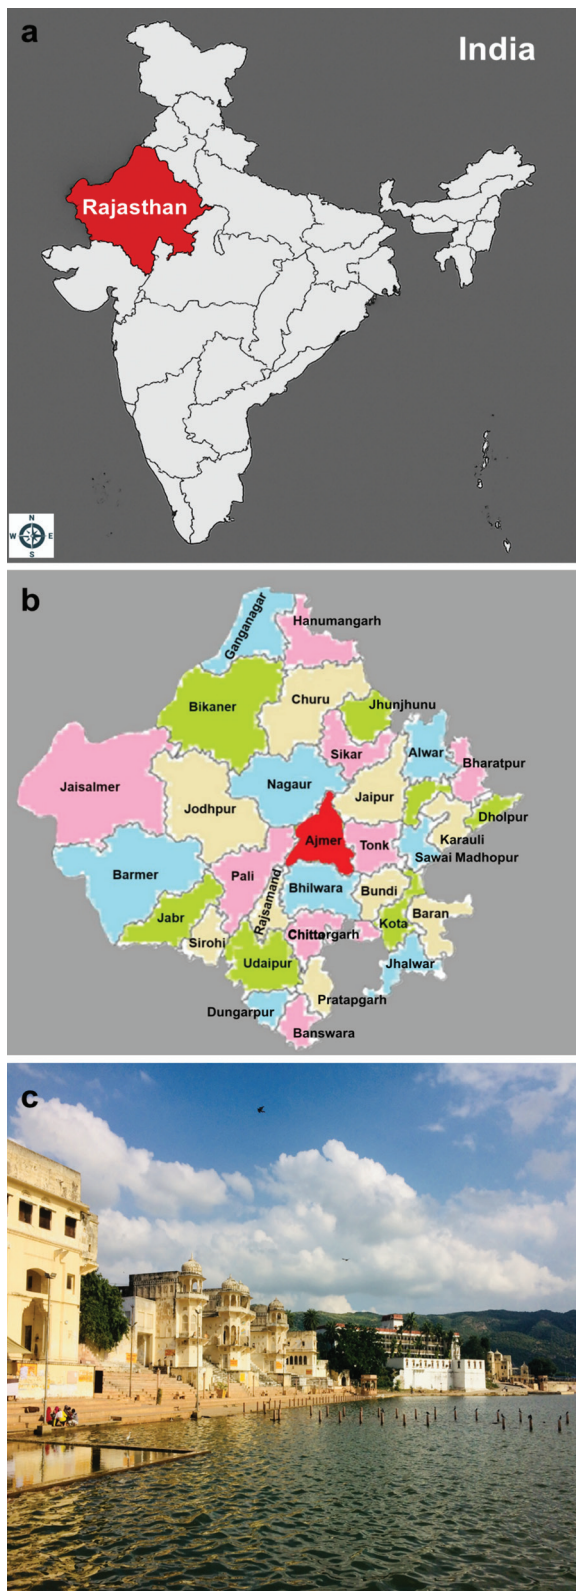 a
India
Rajasthan
N
W E
S
b
Ganganagar
Hanumangarh
Bikaner
Churu
Jhunjhunu
Sikar
Alwar
Bharatpur
Jaisalmer
Nagaur
Jodhpur
Jaipur
Dholpur
Ajmer
Tonk
Karauli
Sawai Madhopur
Barmer
Pali
Rajsamand
Bhilwara
Bundi
Baran
Jabr
Kota
Sirohi
Chittorgarh
Udaipur
Jhalwar
Pratapgarh
Dungarpur
Banswara
c